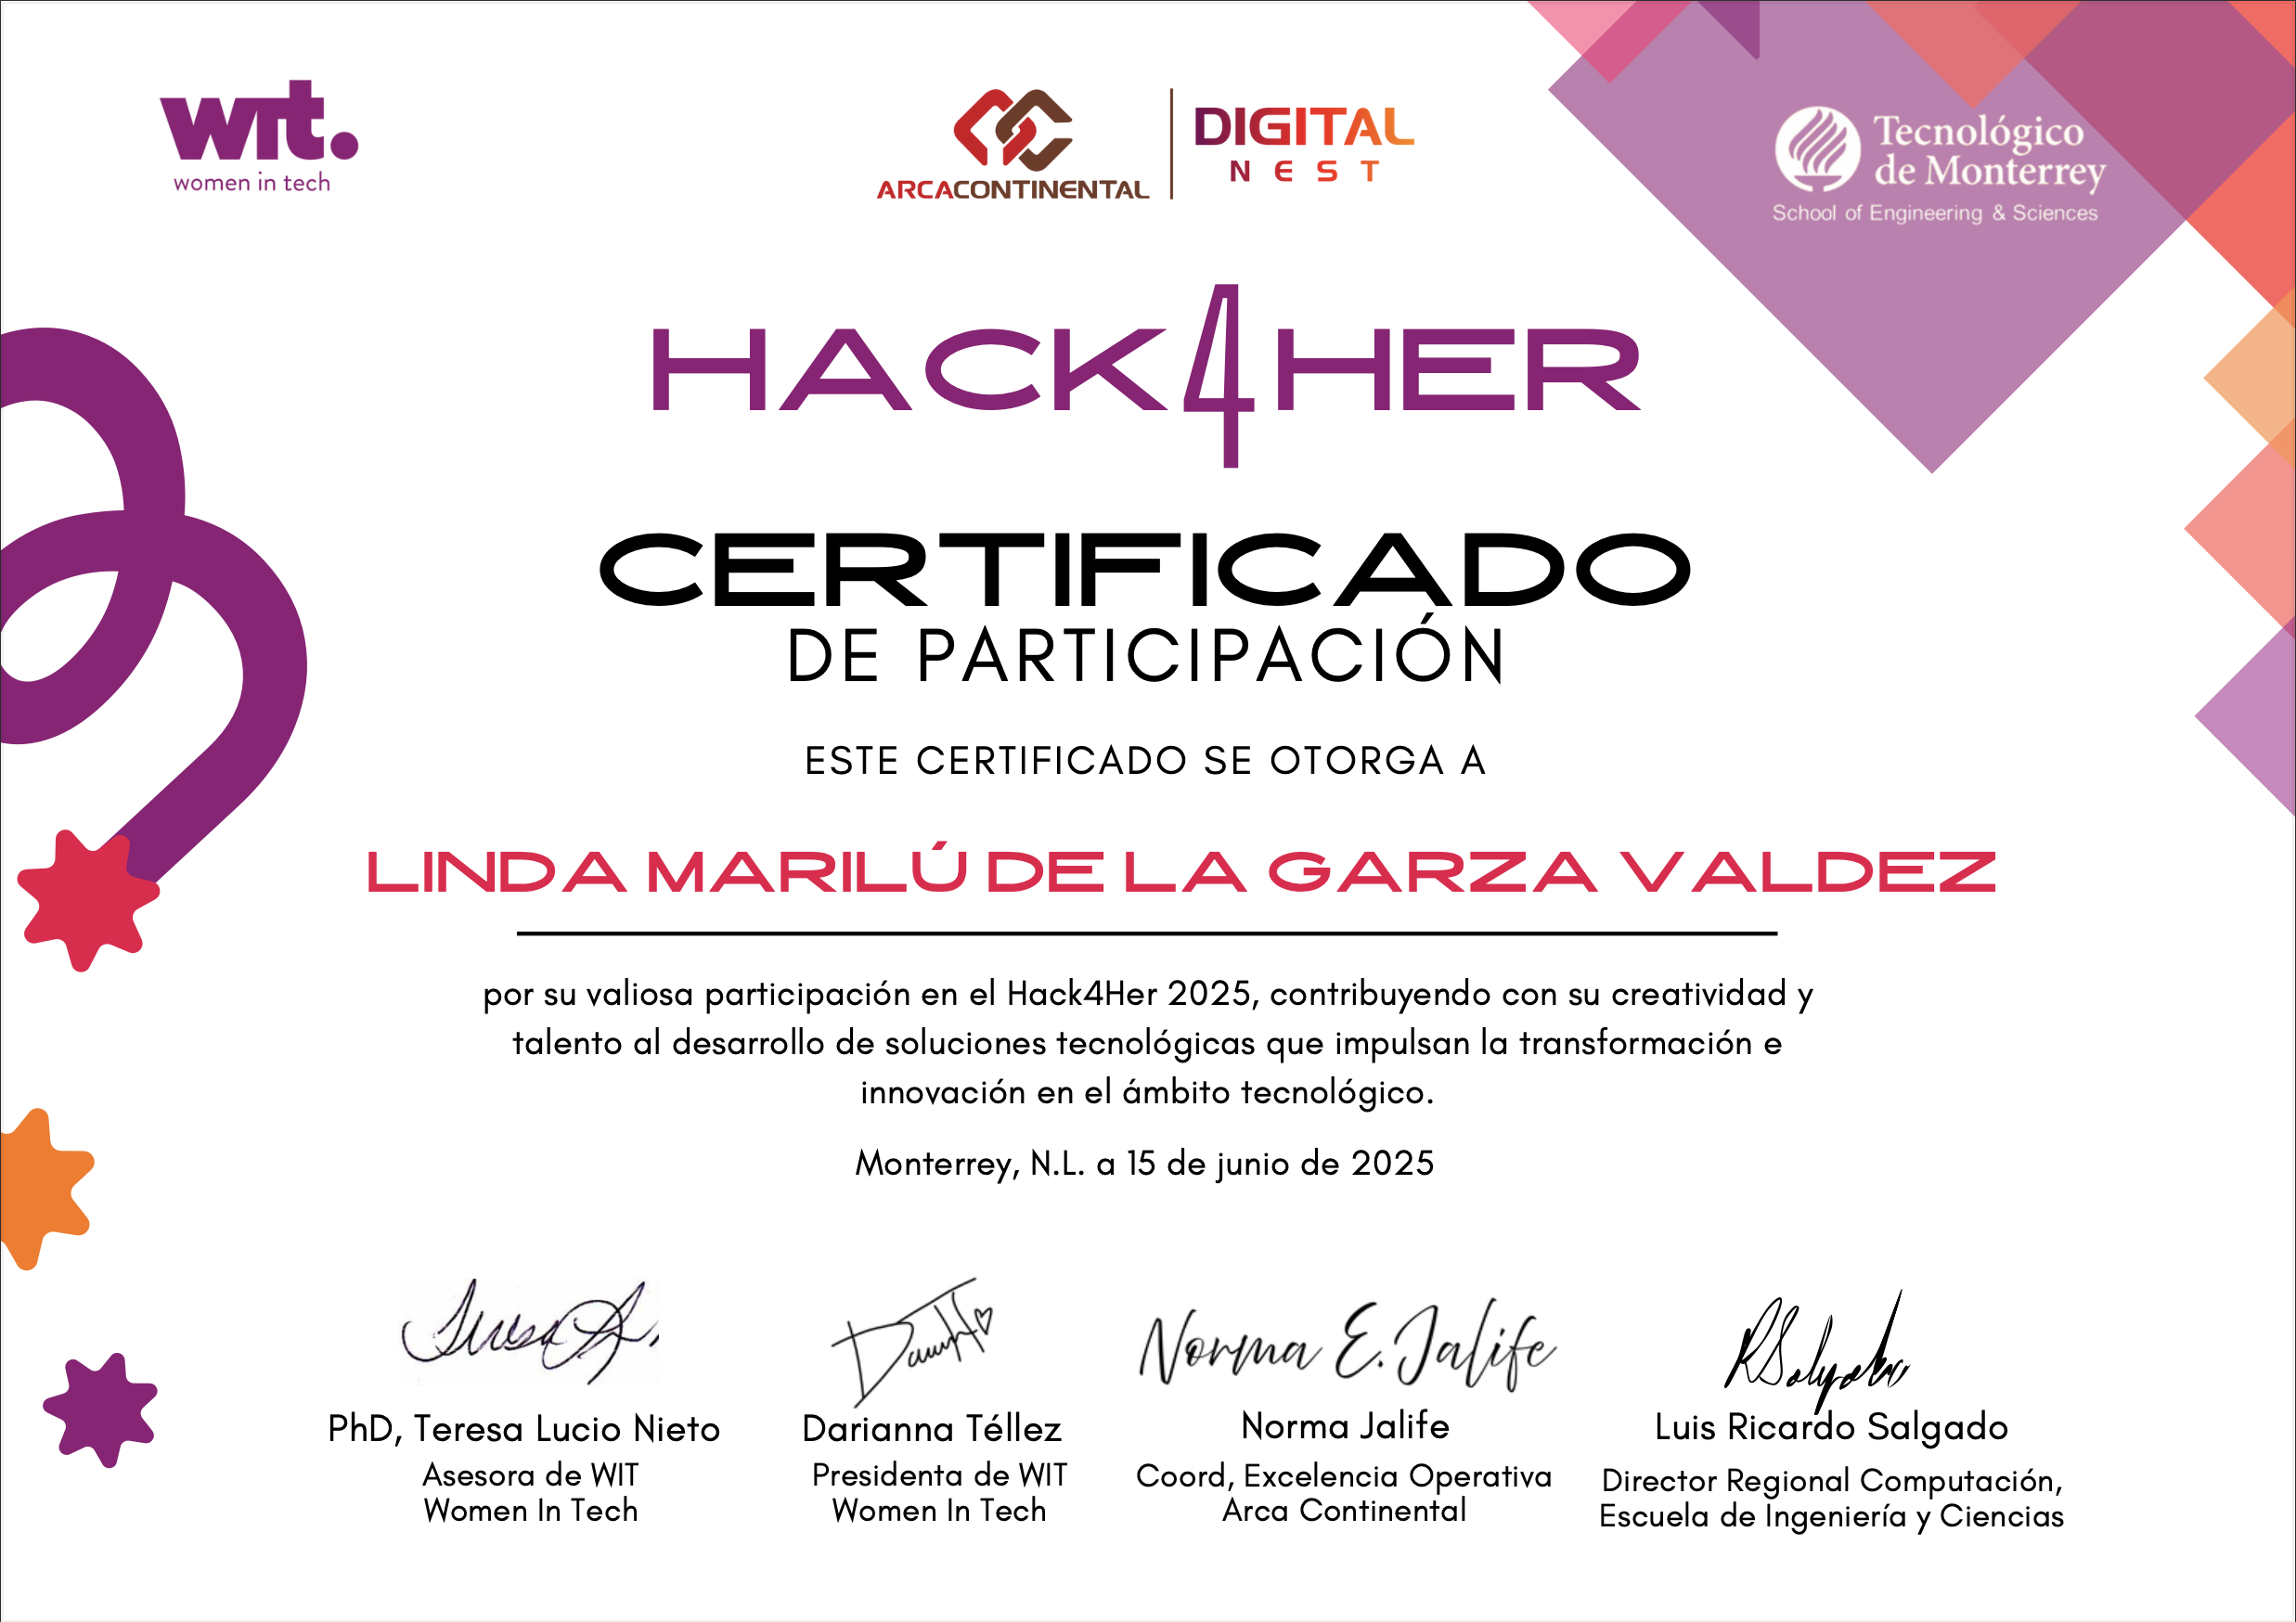 wit.
women in tech
ARCACONTINENTAL
DIGITAL
NEST
Tecnológico
de Monterrey
School of Engineering & Sciences
HACK4HER
CERTIFICADO
DE PARTICIPACIÓN
ESTE CERTIFICADO SE OTORGA A
LINDA MARILÚ DE LA GARZA VALDEZ
por su valiosa participación en el Hack4Her 2025, contribuyendo con su creatividad y
talento al desarrollo de soluciones tecnológicas que impulsan la transformación e
innovación en el ámbito tecnológico.
Monterrey, N.L. a 15 de junio de 2025
Norma E. Jalife
PhD, Teresa Lucio Nieto
Asesora de WIT
Women In Tech
Darianna Téllez
Presidenta de WIT
Women In Tech
Norma Jalife
Coord, Excelencia Operativa
Arca Continental
Luis Ricardo Salgado
Director Regional Computación,
Escuela de Ingeniería y Ciencias